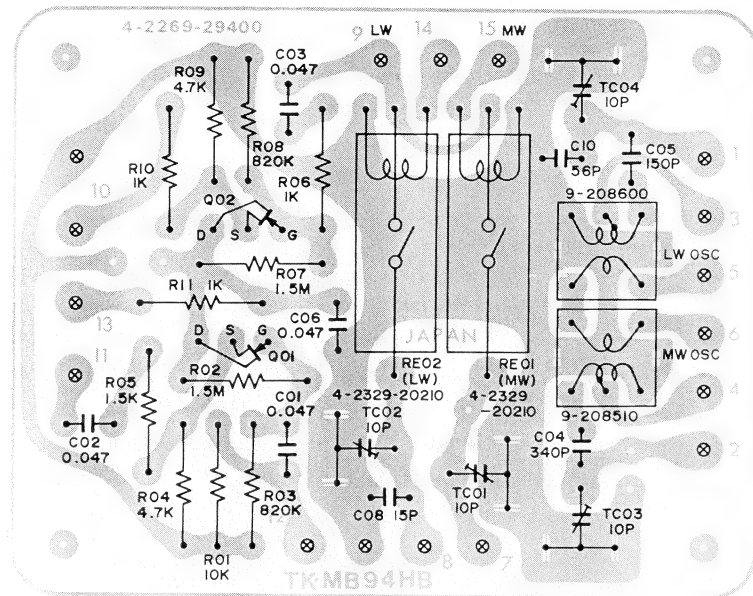 4-2269-29400
9 LW
14
15 MW
C03
0.047
R09
4.7K
TC04
10P
R08
820K
R10
1K
R06
1K
C10
56P
C05
150P
1
10
Q02
D S G
9-208600
3
LW OSC
R07
1.5M
5
R11 1K
13
C06
0.047
D S G
Q01
JAPAN
6
MW OSC
11
R02
1.5M
RE02
(LW)
4-2329-20210
RE01
(MW)
4-2329
-20210
4
R05
1.5K
C01
0.047
TC02
10P
9-208510
C02
0.047
C04
340P
2
R04
4.7K
R03
820K
TC01
10P
C08 15P
TC03
10P
12
R01
10K
8
7
TK-MB94HB